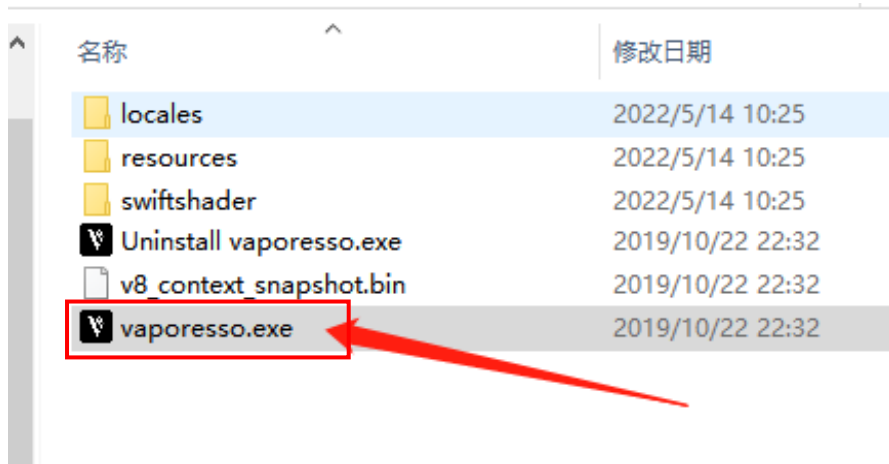 名称 修改日期
locales 2022/5/14 10:25
resources 2022/5/14 10:25
swiftshader 2022/5/14 10:25
Uninstall vaporesso.exe 2019/10/22 22:32
v8_context_snapshot.bin 2019/10/22 22:32
vaporesso.exe 2019/10/22 22:32